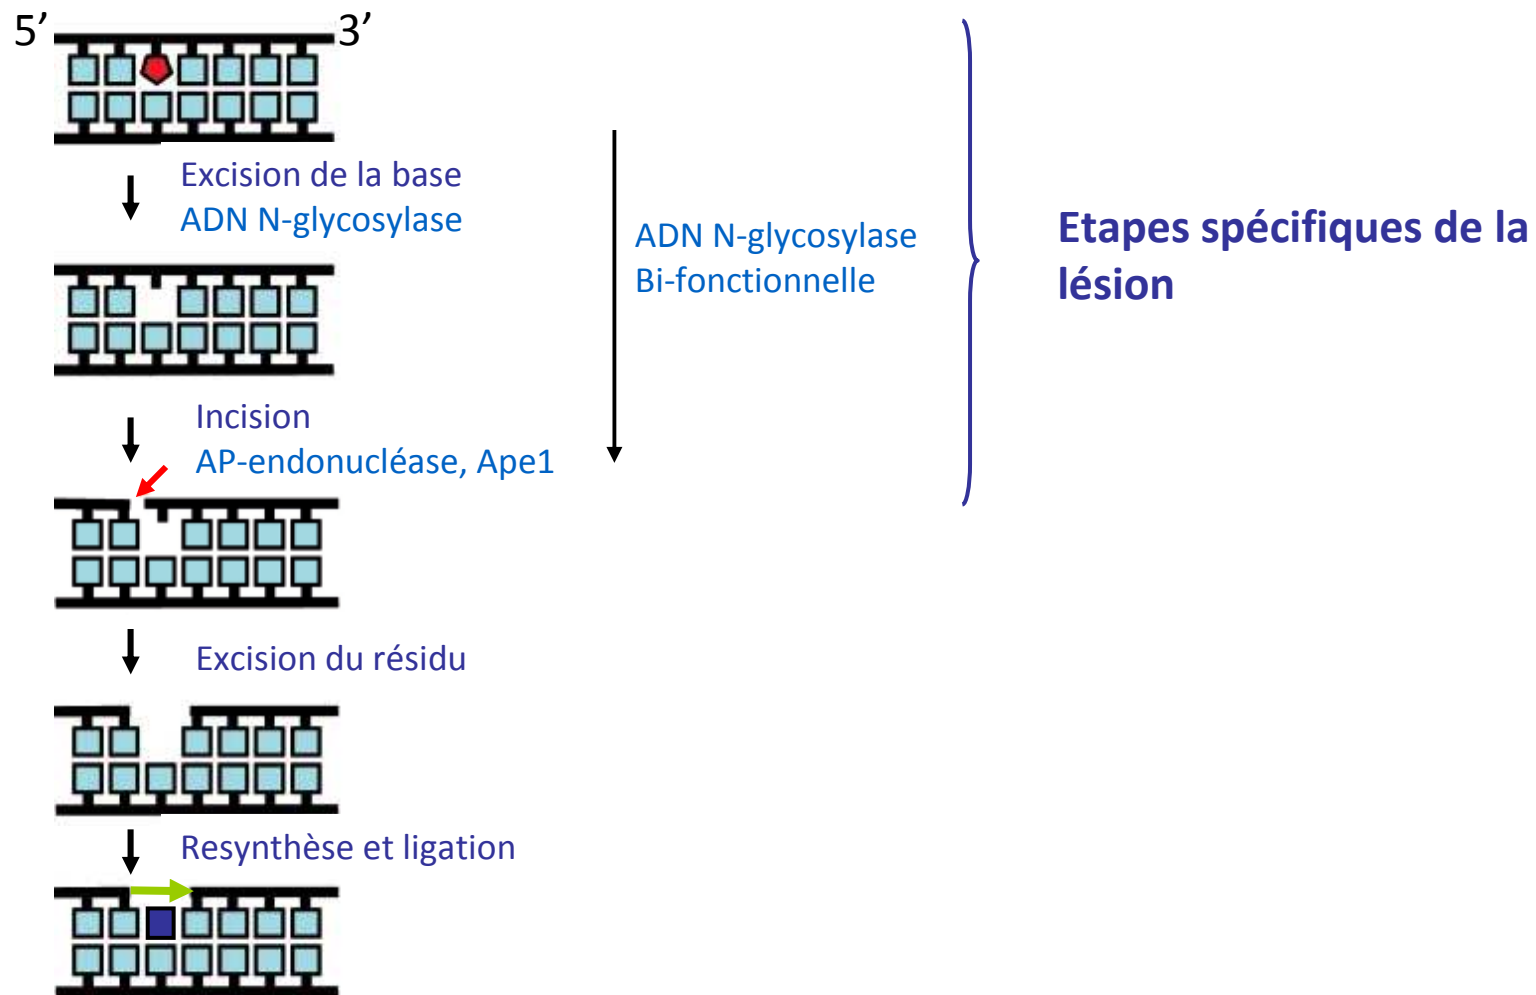 5’ 3’
Excision de la base
ADN N-glycosylase
ADN N-glycosylase
Bi-fonctionnelle
Etapes spécifiques de la
lésion
Incision
AP-endonucléase, Ape1
Excision du résidu
Resynthèse et ligation